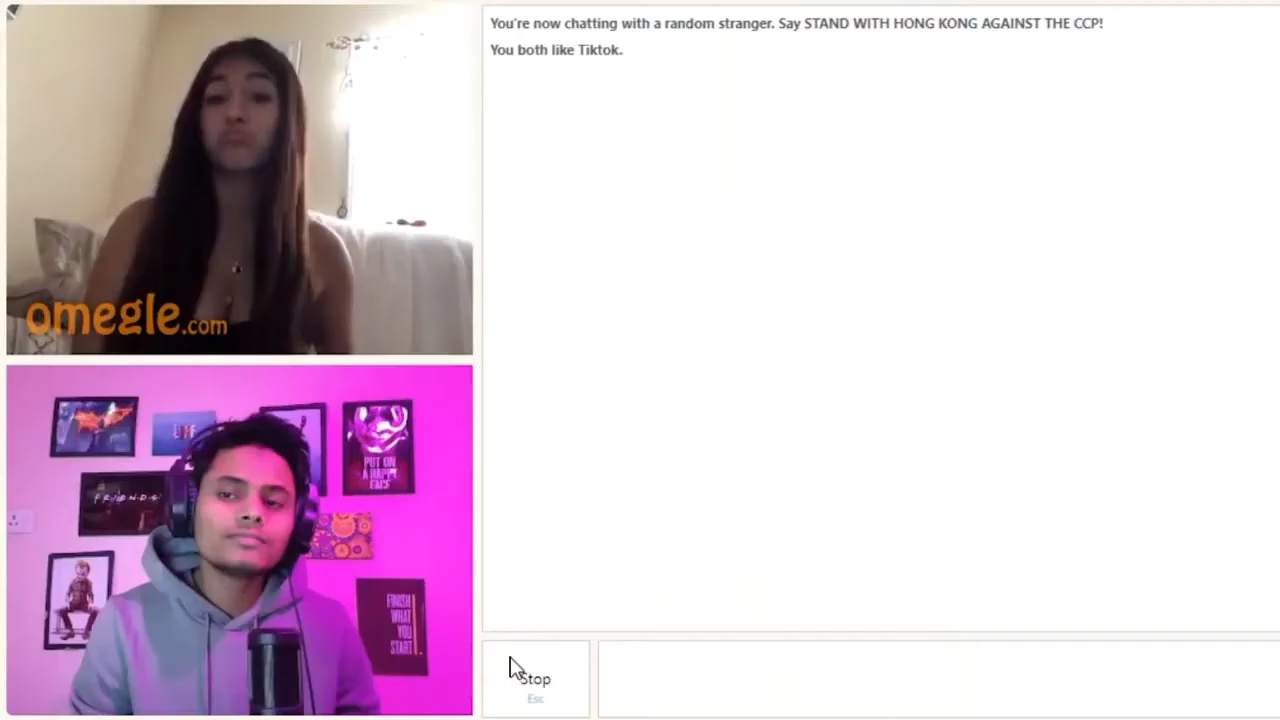 You're now chatting with a random stranger. Say STAND WITH HONG KONG AGAINST THE CCP!
You both like Tiktok.
omegle.com
FRIENDS
PUT ON
A HAPPY
FACE
FINISH
WHAT
YOU
START.
Stop
Esc